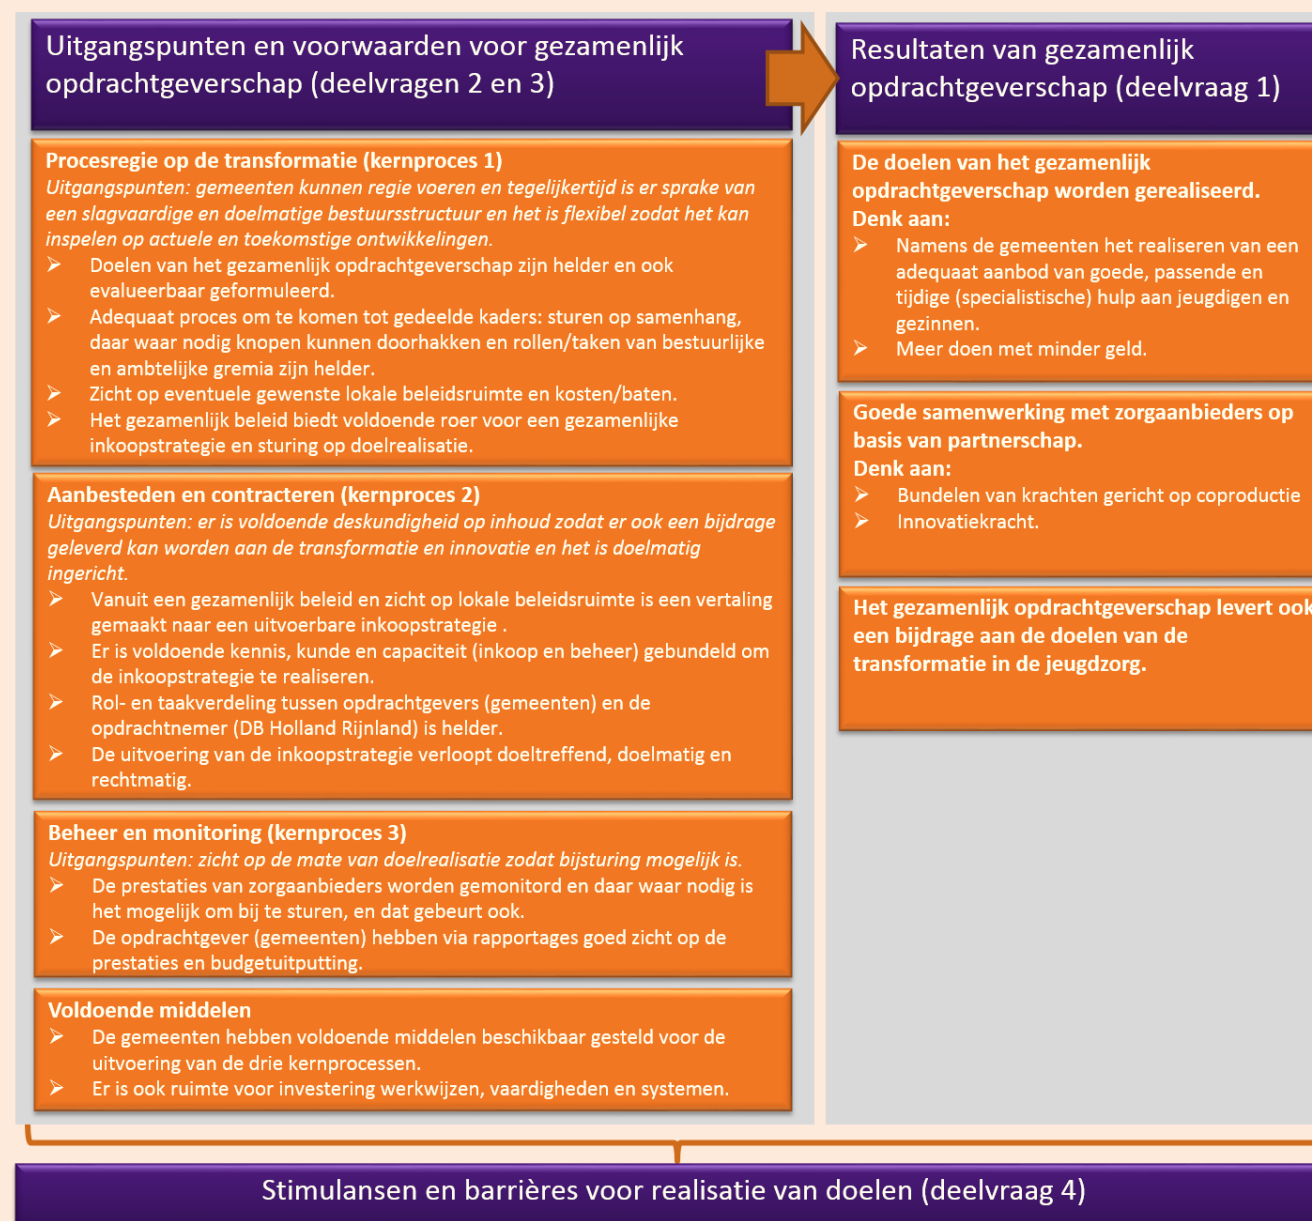 Uitgangspunten en voorwaarden voor gezamenlijk
opdrachtgeverschap (deelvragen 2 en 3)
Procesregie op de transformatie (kernproces 1)
Uitgangspunten: gemeenten kunnen regie voeren en tegelijkertijd is er sprake van
een slagvaardige en doelmatige bestuursstructuur en het is flexibel zodat het kan
inspelen op actuele en toekomstige ontwikkelingen.
➢ Doelen van het gezamenlijk opdrachtgeverschap zijn helder en ook
evalueerbaar geformuleerd.
➢ Adequaat proces om te komen tot gedeelde kaders: sturen op samenhang,
daar waar nodig knopen kunnen doorhakken en rollen/taken van bestuurlijke
en ambtelijke gremia zijn helder.
➢ Zicht op eventuele gewenste lokale beleidsruimte en kosten/baten.
➢ Het gezamenlijk beleid biedt voldoende roer voor een gezamenlijke
inkoopstrategie en sturing op doelrealisatie.
Aanbesteden en contracteren (kernproces 2)
Uitgangspunten: er is voldoende deskundigheid op inhoud zodat er ook een bijdrage
geleverd kan worden aan de transformatie en innovatie en het is doelmatig
ingericht.
➢ Vanuit een gezamenlijk beleid en zicht op lokale beleidsruimte is een vertaling
gemaakt naar een uitvoerbare inkoopstrategie .
➢ Er is voldoende kennis, kunde en capaciteit (inkoop en beheer) gebundeld om
de inkoopstrategie te realiseren.
➢ Rol- en taakverdeling tussen opdrachtgevers (gemeenten) en de
opdrachtnemer (DB Holland Rijnland) is helder.
➢ De uitvoering van de inkoopstrategie verloopt doeltreffend, doelmatig en
rechtmatig.
Beheer en monitoring (kernproces 3)
Uitgangspunten: zicht op de mate van doelrealisatie zodat bijsturing mogelijk is.
➢ De prestaties van zorgaanbieders worden gemonitord en daar waar nodig is
het mogelijk om bij te sturen, en dat gebeurt ook.
➢ De opdrachtgever (gemeenten) hebben via rapportages goed zicht op de
prestaties en budgetuitputting.
Voldoende middelen
➢ De gemeenten hebben voldoende middelen beschikbaar gesteld voor de
uitvoering van de drie kernprocessen.
➢ Er is ook ruimte voor investering werkwijzen, vaardigheden en systemen.
Resultaten van gezamenlijk
opdrachtgeverschap (deelvraag 1)
De doelen van het gezamenlijk
opdrachtgeverschap worden gerealiseerd.
Denk aan:
➢ Namens de gemeenten het realiseren van een
adequaat aanbod van goede, passende en
tijdige (specialistische) hulp aan jeugdigen en
gezinnen.
➢ Meer doen met minder geld.
Goede samenwerking met zorgaanbieders op
basis van partnerschap.
Denk aan:
➢ Bundelen van krachten gericht op coproductie
➢ Innovatiekracht.
Het gezamenlijk opdrachtgeverschap levert ook
een bijdrage aan de doelen van de
transformatie in de jeugdzorg.
Stimulansen en barrières voor realisatie van doelen (deelvraag 4)